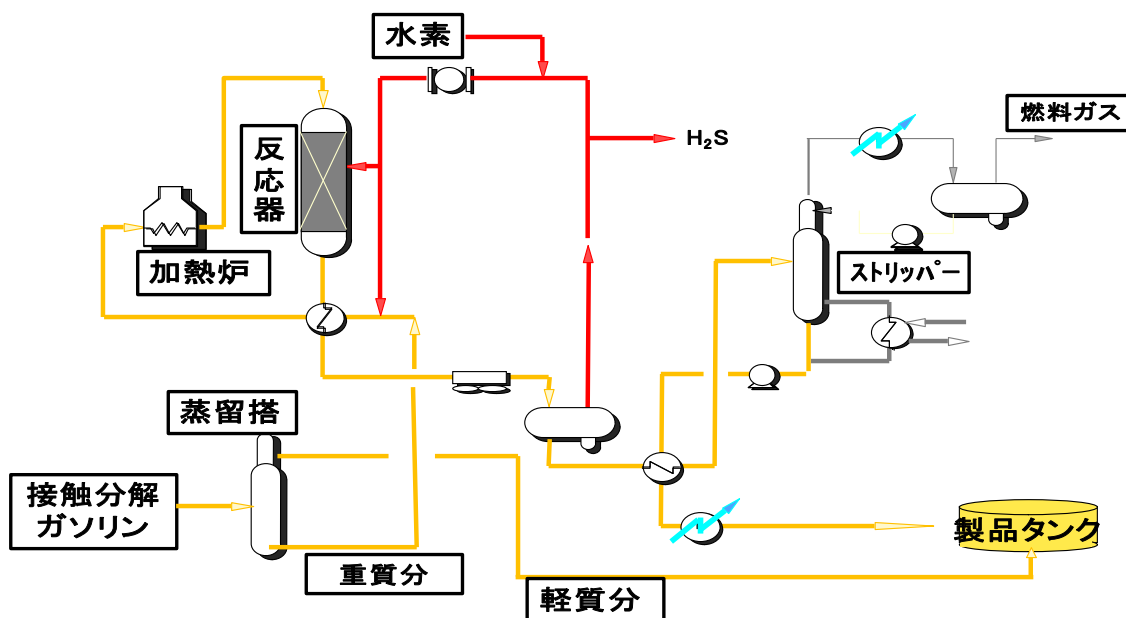 水素
H₂S
燃料ガス
反
応
器
加熱炉
ストリッパー
蒸留搭
接触分解
ガソリン
製品タンク
重質分
軽質分